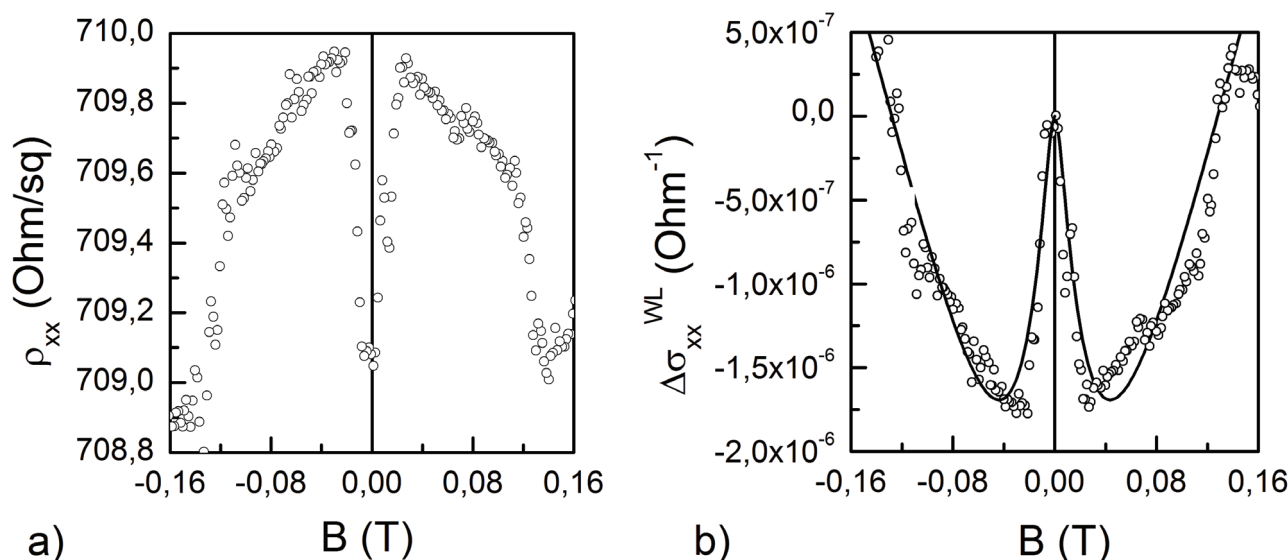 710,0
709,8
709,6
709,4
709,2
709,0
708,8
ρxx (Ohm/sq)
-0,16 -0,08 0,00 0,08 0,16
B (T)
a)
5,0x10⁻⁷
0,0
-5,0x10⁻⁷
-1,0x10⁻⁶
-1,5x10⁻⁶
-2,0x10⁻⁶
Δσxx^WL (Ohm⁻¹)
-0,16 -0,08 0,00 0,08 0,16
B (T)
b)